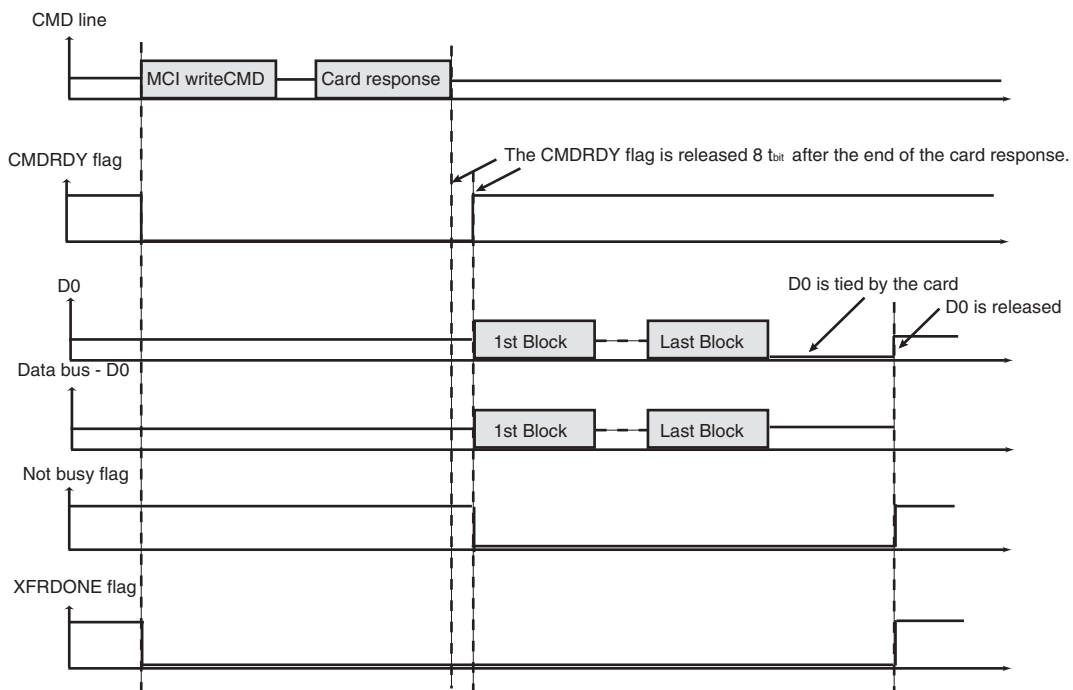 CMD line
MCI writeCMD
Card response
CMDRDY flag
The CMDRDY flag is released 8 tbit after the end of the card response.
D0
1st Block
Last Block
D0 is tied by the card
D0 is released
Data bus - D0
1st Block
Last Block
Not busy flag
XFRDONE flag